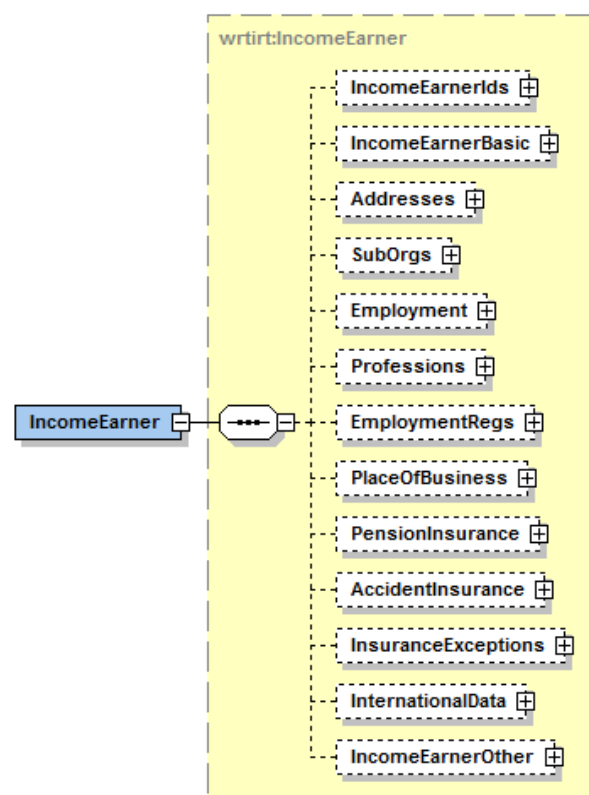 wrtirt:IncomeEarner
IncomeEarnerIds
IncomeEarnerBasic
Addresses
SubOrgs
Employment
Professions
IncomeEarner
EmploymentRegs
PlaceOfBusiness
PensionInsurance
AccidentInsurance
InsuranceExceptions
InternationalData
IncomeEarnerOther